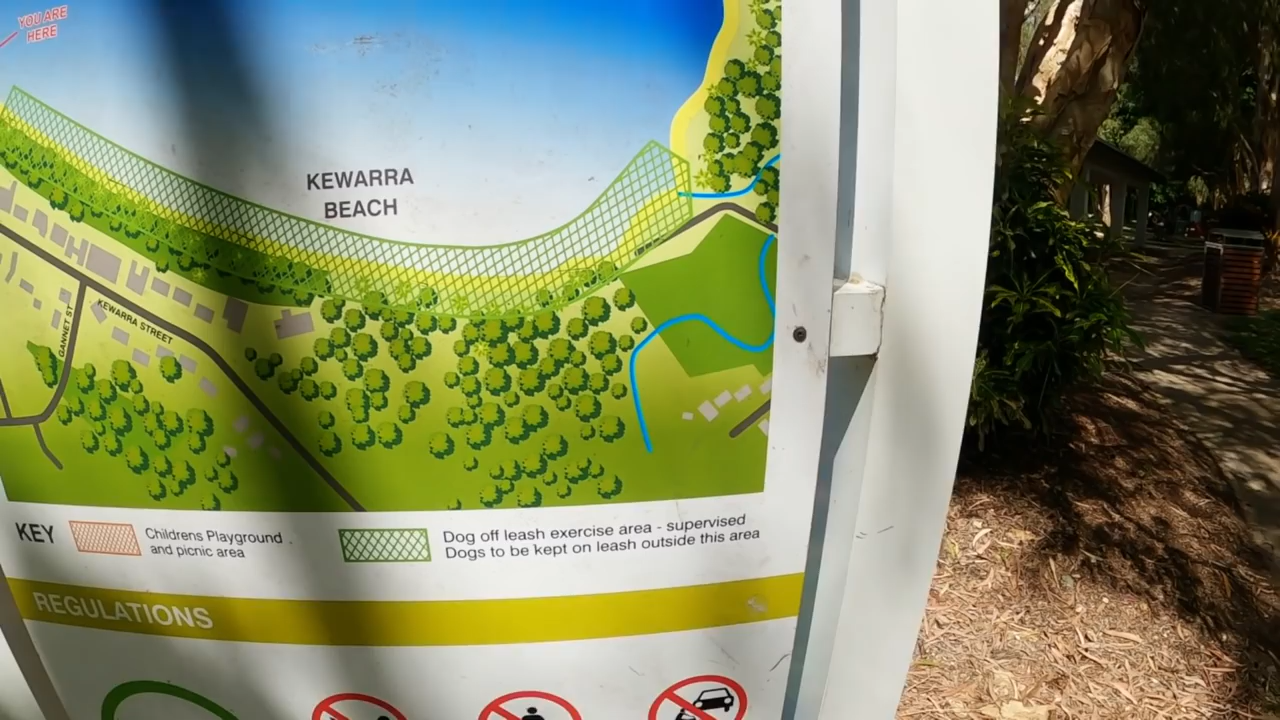 YOU ARE
HERE
KEWARRA
BEACH
GANNET ST
KEWARRA STREET
KEY
Childrens Playground
and picnic area
Dog off leash exercise area - supervised
Dogs to be kept on leash outside this area
REGULATIONS